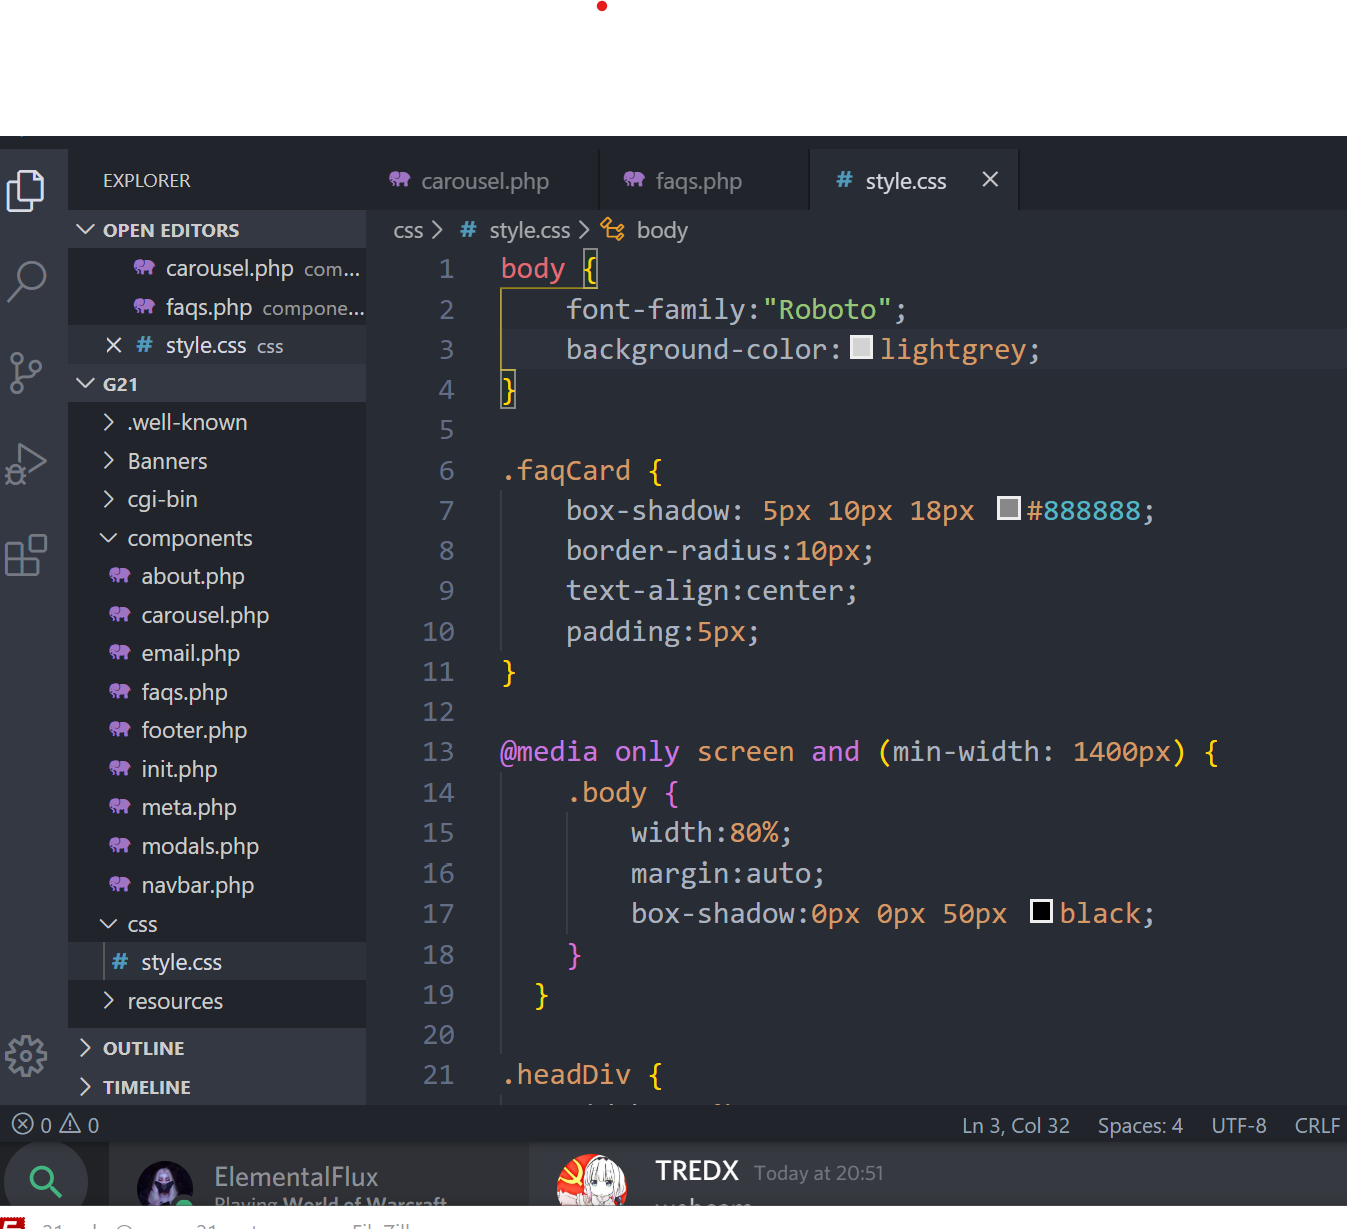 EXPLORER
carousel.php
faqs.php
style.css
OPEN EDITORS
carousel.php com...
faqs.php compone...
style.css css
G21
.well-known
Banners
cgi-bin
components
about.php
carousel.php
email.php
faqs.php
footer.php
init.php
meta.php
modals.php
navbar.php
css
style.css
resources
OUTLINE
TIMELINE
css > # style.css > body
1 body {
2 font-family:"Roboto";
3 background-color: lightgrey;
4 }
5
6 .faqCard {
7 box-shadow: 5px 10px 18px #888888;
8 border-radius:10px;
9 text-align:center;
10 padding:5px;
11 }
12
13 @media only screen and (min-width: 1400px) {
14 .body {
15 width:80%;
16 margin:auto;
17 box-shadow:0px 0px 50px black;
18 }
19 }
20
21 .headDiv {
0 0
Ln 3, Col 32 Spaces: 4 UTF-8 CRLF
ElementalFlux
Playing World of Warcraft
TREDX Today at 20:51